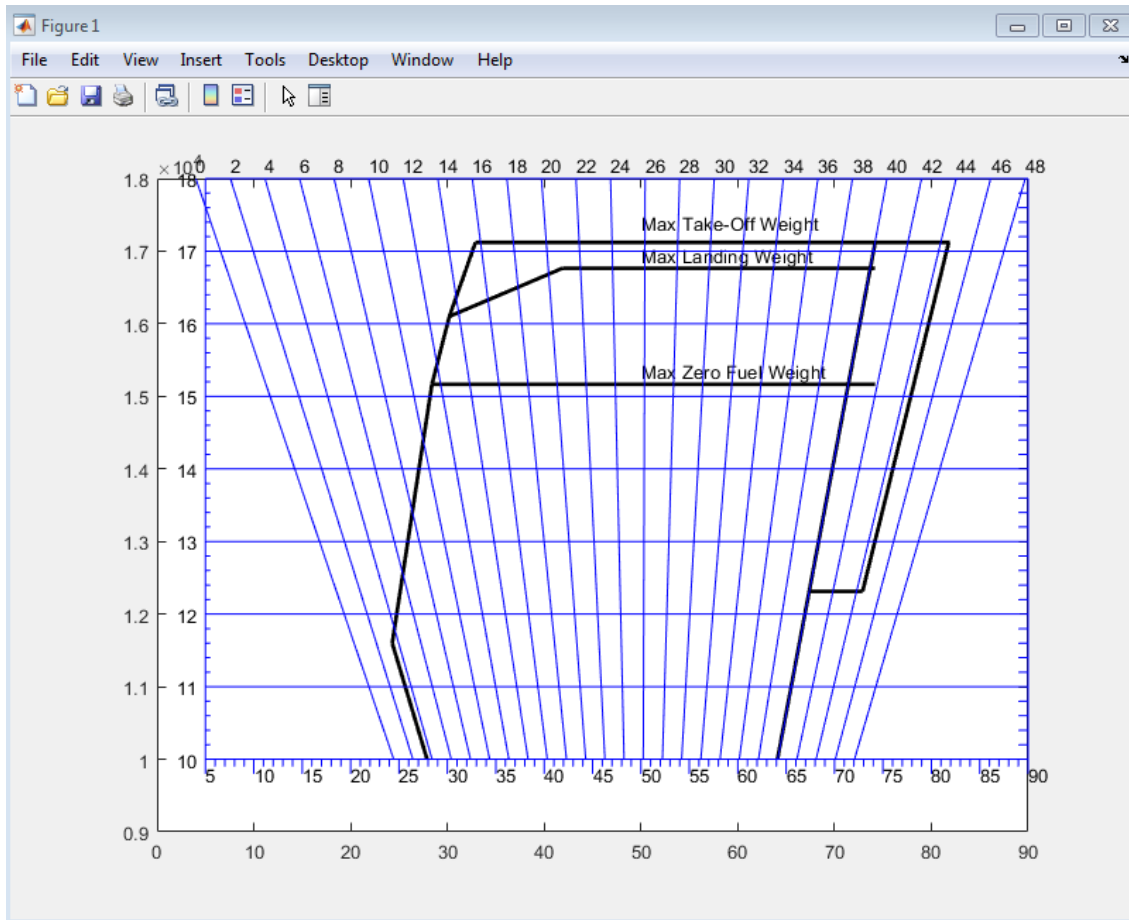 Figure 1
File Edit View Insert Tools Desktop Window Help
× 10^4 0 2 4 6 8 10 12 14 16 18 20 22 24 26 28 30 32 34 36 38 40 42 44 48
1.8 18
Max Take-Off Weight
1.7 17
Max Landing Weight
1.6 16
Max Zero Fuel Weight
1.5 15
1.4 14
1.3 13
1.2 12
1.1 11
1 10
5 10 15 20 25 30 35 40 45 50 55 60 65 70 75 80 85 90
0.9
0 10 20 30 40 50 60 70 80 90